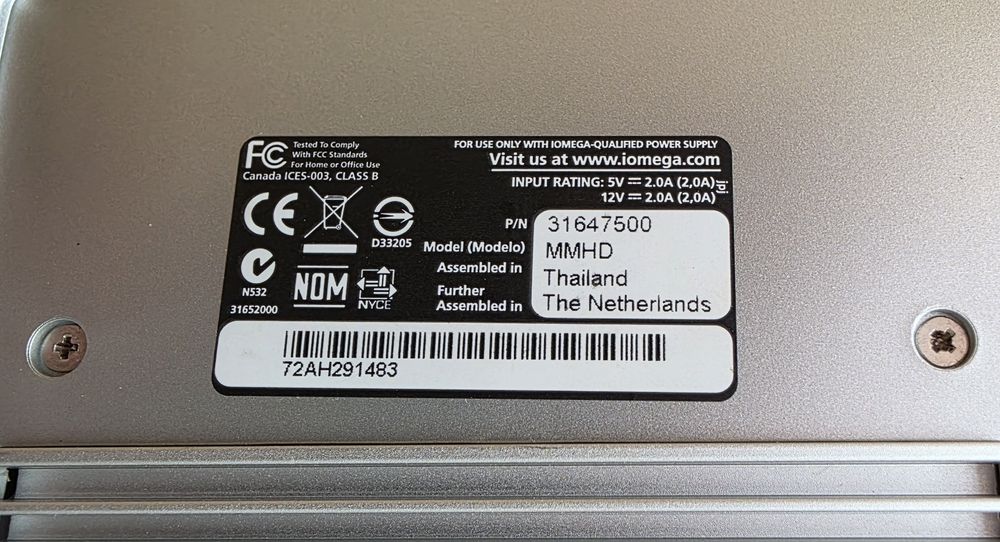 FC Tested To Comply
With FCC Standards
For Home or Office Use
Canada ICES-003, CLASS B
FOR USE ONLY WITH IOMEGA-QUALIFIED POWER SUPPLY
Visit us at www.iomega.com
INPUT RATING: 5V ⎓ 2.0A (2,0A)
12V ⎓ 2.0A (2,0A)
jpj
CE
D33205
N532
NOM
NYCE
31652000
P/N 31647500
Model (Modelo) MMHD
Assembled in Thailand
Further
Assembled in The Netherlands
72AH291483